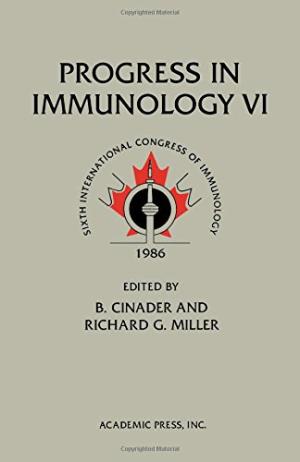 PROGRESS IN
IMMUNOLOGY VI
SIXTH INTERNATIONAL CONGRESS OF IMMUNOLOGY
1986
EDITED BY
B. CINADER AND
RICHARD G. MILLER
ACADEMIC PRESS, INC.